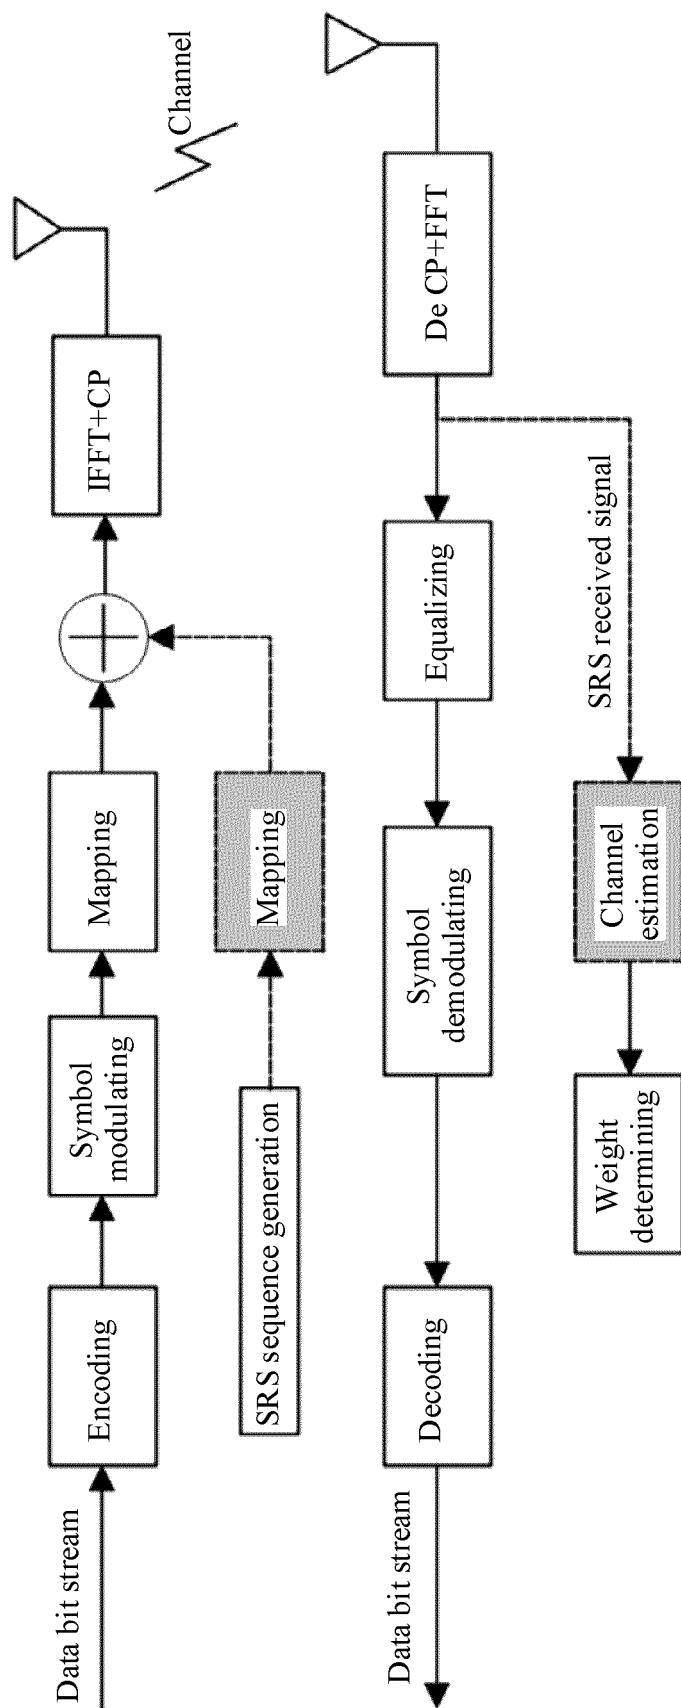 Data bit stream
Encoding
Symbol
modulating
Mapping
IFFT+CP
Channel
SRS sequence generation
Mapping
Data bit stream
Decoding
Symbol
demodulating
Equalizing
De CP+FFT
Weight
determining
Channel
estimation
SRS received signal